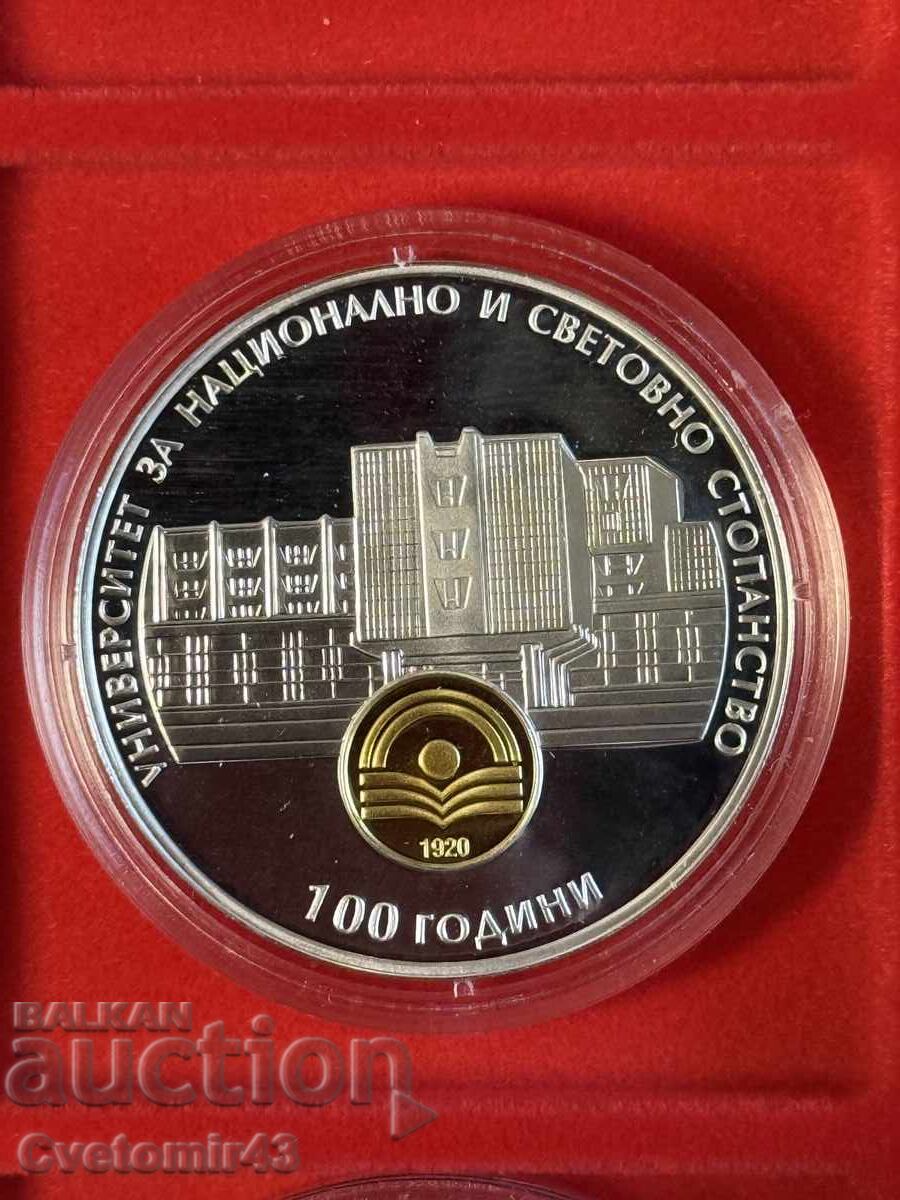 УНИВЕРСИТЕТ ЗА НАЦИОНАЛНО И СВЕТОВНО СТОПАНСТВО
1920
100 ГОДИНИ
BALKAN
auction
Cvetomir43